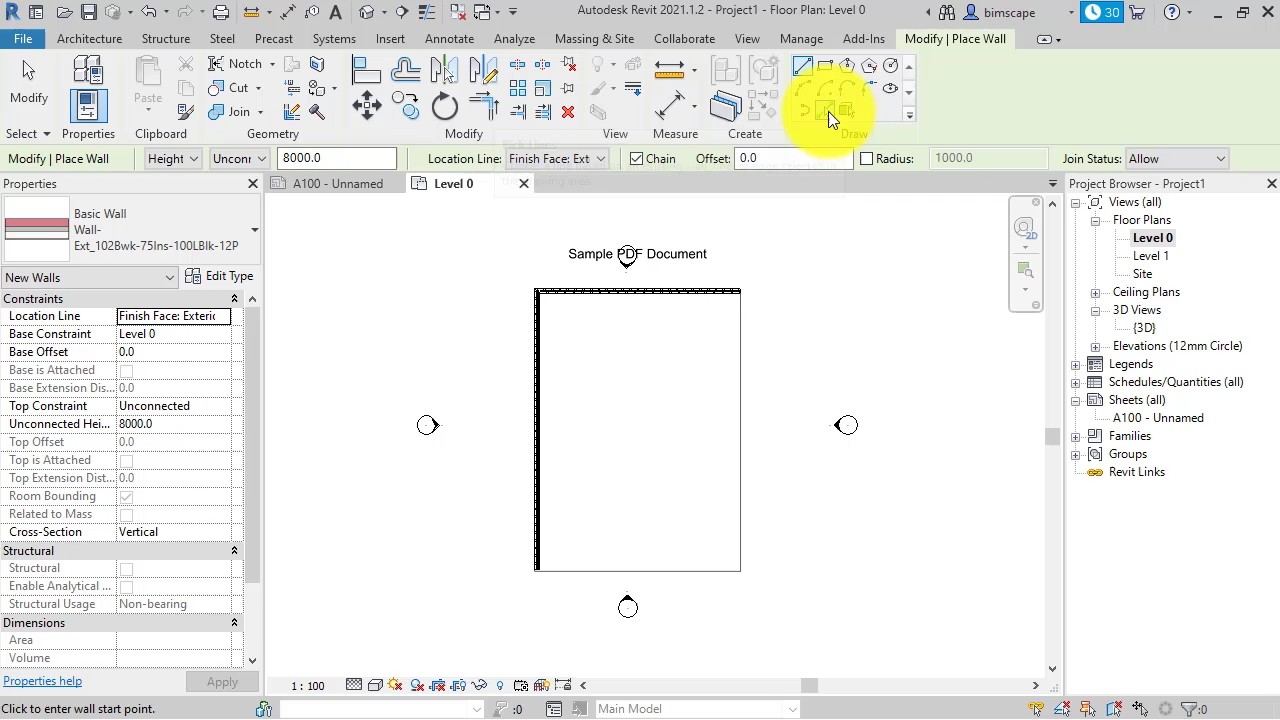 Autodesk Revit 2021.1.2 - Project1 - Floor Plan: Level 0
bimscape
30
File Architecture Structure Steel Precast Systems Insert Annotate Analyze Massing & Site Collaborate View Manage Add-Ins Modify | Place Wall
Modify Paste Notch Cut Join
Select Properties Geometry Modify View Measure Create Draw
Modify | Place Wall Height Unconr 8000.0 Location Line: Finish Face: Ext Chain Offset: 0.0 Radius: 1000.0 Join Status: Allow
Properties
A100 - Unnamed
Level 0
Project Browser - Project1
Basic Wall
Wall-
Ext_102Bwk-75Ins-100LBlk-12P
New Walls
Edit Type
Constraints
Location Line Finish Face: Exteric
Base Constraint Level 0
Base Offset 0.0
Base is Attached
Base Extension Dis... 0.0
Top Constraint Unconnected
Unconnected Hei... 8000.0
Top Offset 0.0
Top is Attached
Top Extension Dist... 0.0
Room Bounding
Related to Mass
Cross-Section Vertical
Structural
Structural
Enable Analytical ...
Structural Usage Non-bearing
Dimensions
Area
Volume
Properties help
Apply
Sample PDF Document
2D
Views (all)
Floor Plans
Level 0
Level 1
Site
Ceiling Plans
3D Views
{3D}
Elevations (12mm Circle)
Legends
Schedules/Quantities (all)
Sheets (all)
A100 - Unnamed
Families
Groups
Revit Links
1 : 100
Click to enter wall start point.
:0
Main Model
:0